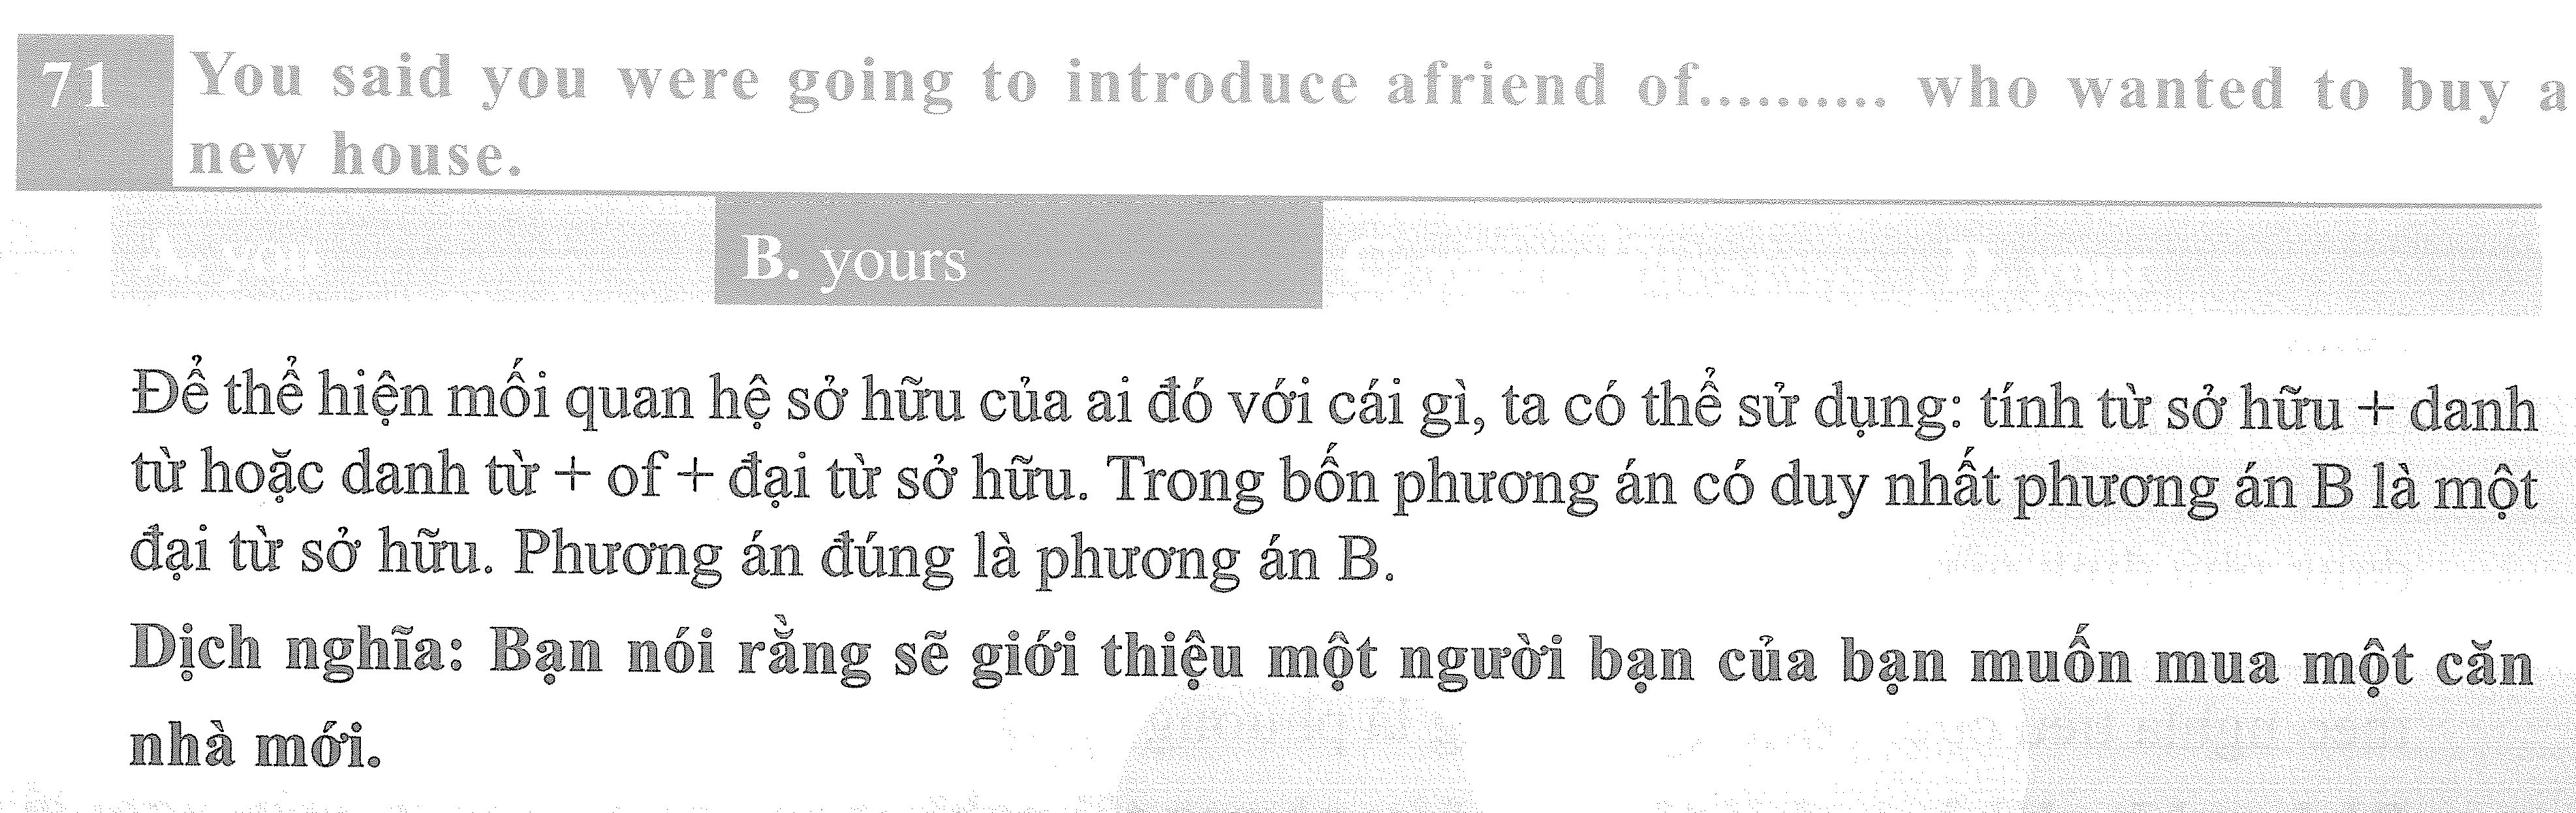 71 You said you were going to introduce afriend of.......... who wanted to buy a
new house.
A. you B. yours
Để thể hiện mối quan hệ sở hữu của ai đó với cái gì, ta có thể sử dụng: tính từ sở hữu + danh
từ hoặc danh từ + of + đại từ sở hữu. Trong bốn phương án có duy nhất phương án B là một
đại từ sở hữu. Phương án đúng là phương án B.
Dịch nghĩa: Bạn nói rằng sẽ giới thiệu một người bạn của bạn muốn mua một căn
nhà mới.